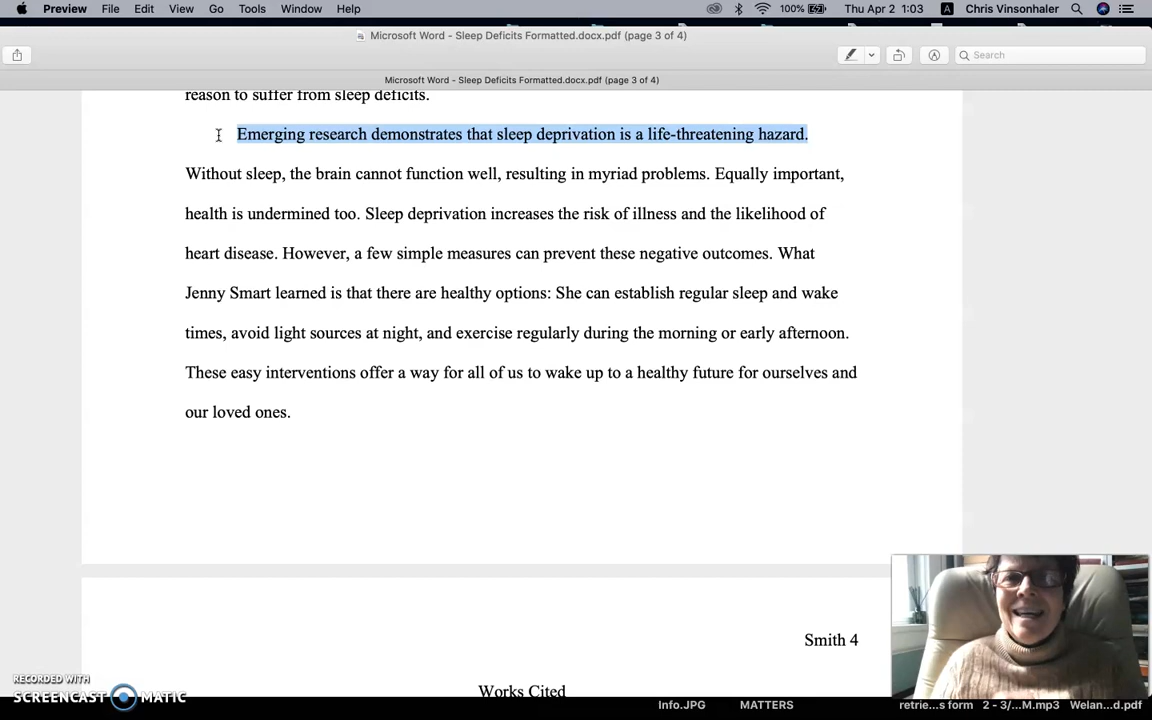 Preview File Edit View Go Tools Window Help 100% Thu Apr 2 1:03 A Chris Vinsonhaler
Microsoft Word - Sleep Deficits Formatted.docx.pdf (page 3 of 4)
Search
Microsoft Word - Sleep Deficits Formatted.docx.pdf (page 3 of 4)
reason to suffer from sleep deficits.
Emerging research demonstrates that sleep deprivation is a life-threatening hazard.
Without sleep, the brain cannot function well, resulting in myriad problems. Equally important,
health is undermined too. Sleep deprivation increases the risk of illness and the likelihood of
heart disease. However, a few simple measures can prevent these negative outcomes. What
Jenny Smart learned is that there are healthy options: She can establish regular sleep and wake
times, avoid light sources at night, and exercise regularly during the morning or early afternoon.
These easy interventions offer a way for all of us to wake up to a healthy future for ourselves and
our loved ones.
Smith 4
Works Cited
RECORDED WITH
SCREENCAST MATIC
Info.JPG MATTERS retrie...s form 2 - 3/...M.mp3 Welan...d.pdf